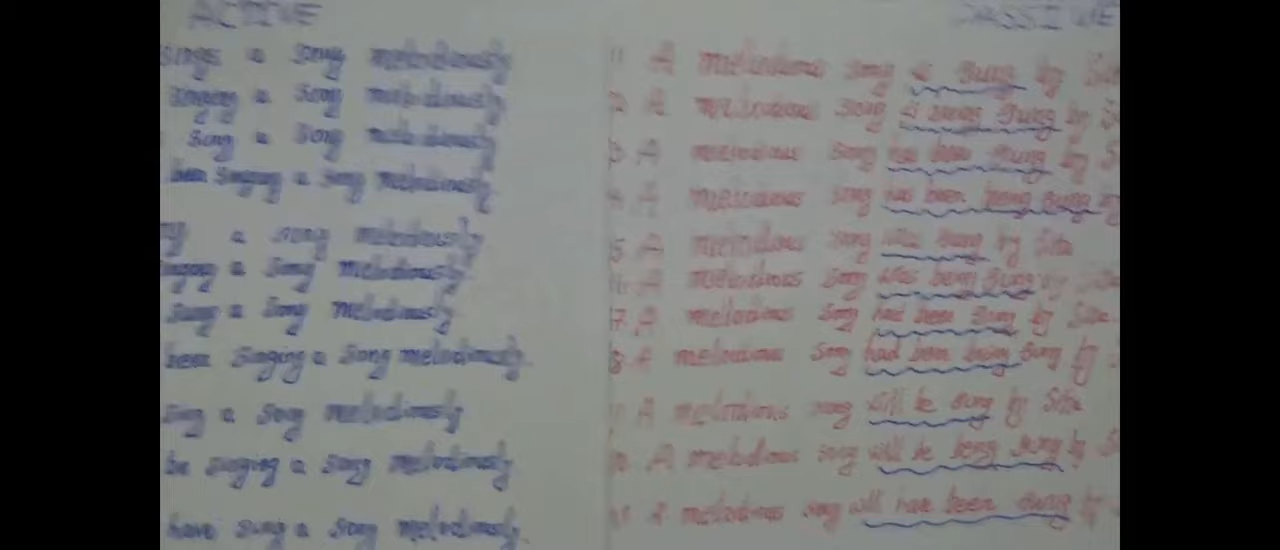 ACTIVE
PASSIVE
sings a song melodiously
singing a song melodiously
sung a song melodiously
been singing a song melodiously
a song melodiously
singing a song melodiously
sung a song melodiously
been singing a song melodiously
sing a song melodiously
be singing a song melodiously
have sung a song melodiously
1. A melodious song is sung by
2. A melodious song is being sung by
3. A melodious song has been sung by
4. A melodious song has been being sung by
5. A melodious song was sung by Sita
6. A melodious song was being sung by
7. A melodious song had been sung by Sita
8. A melodious song had been being sung by
A melodious song will be sung by Sita
A melodious song will be being sung by
A melodious song will have been sung by